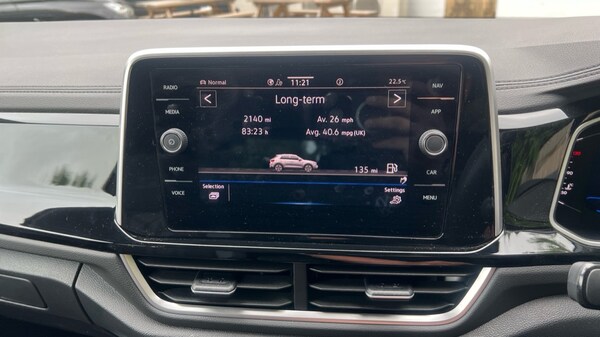 RADIO
MEDIA
PHONE
VOICE
Normal 11:21 22.5°C
Long-term
2140 mi Av. 26 mph
83:23 h Avg. 40.6 mpg (UK)
135 mi
Selection Settings
NAV
APP
CAR
MENU